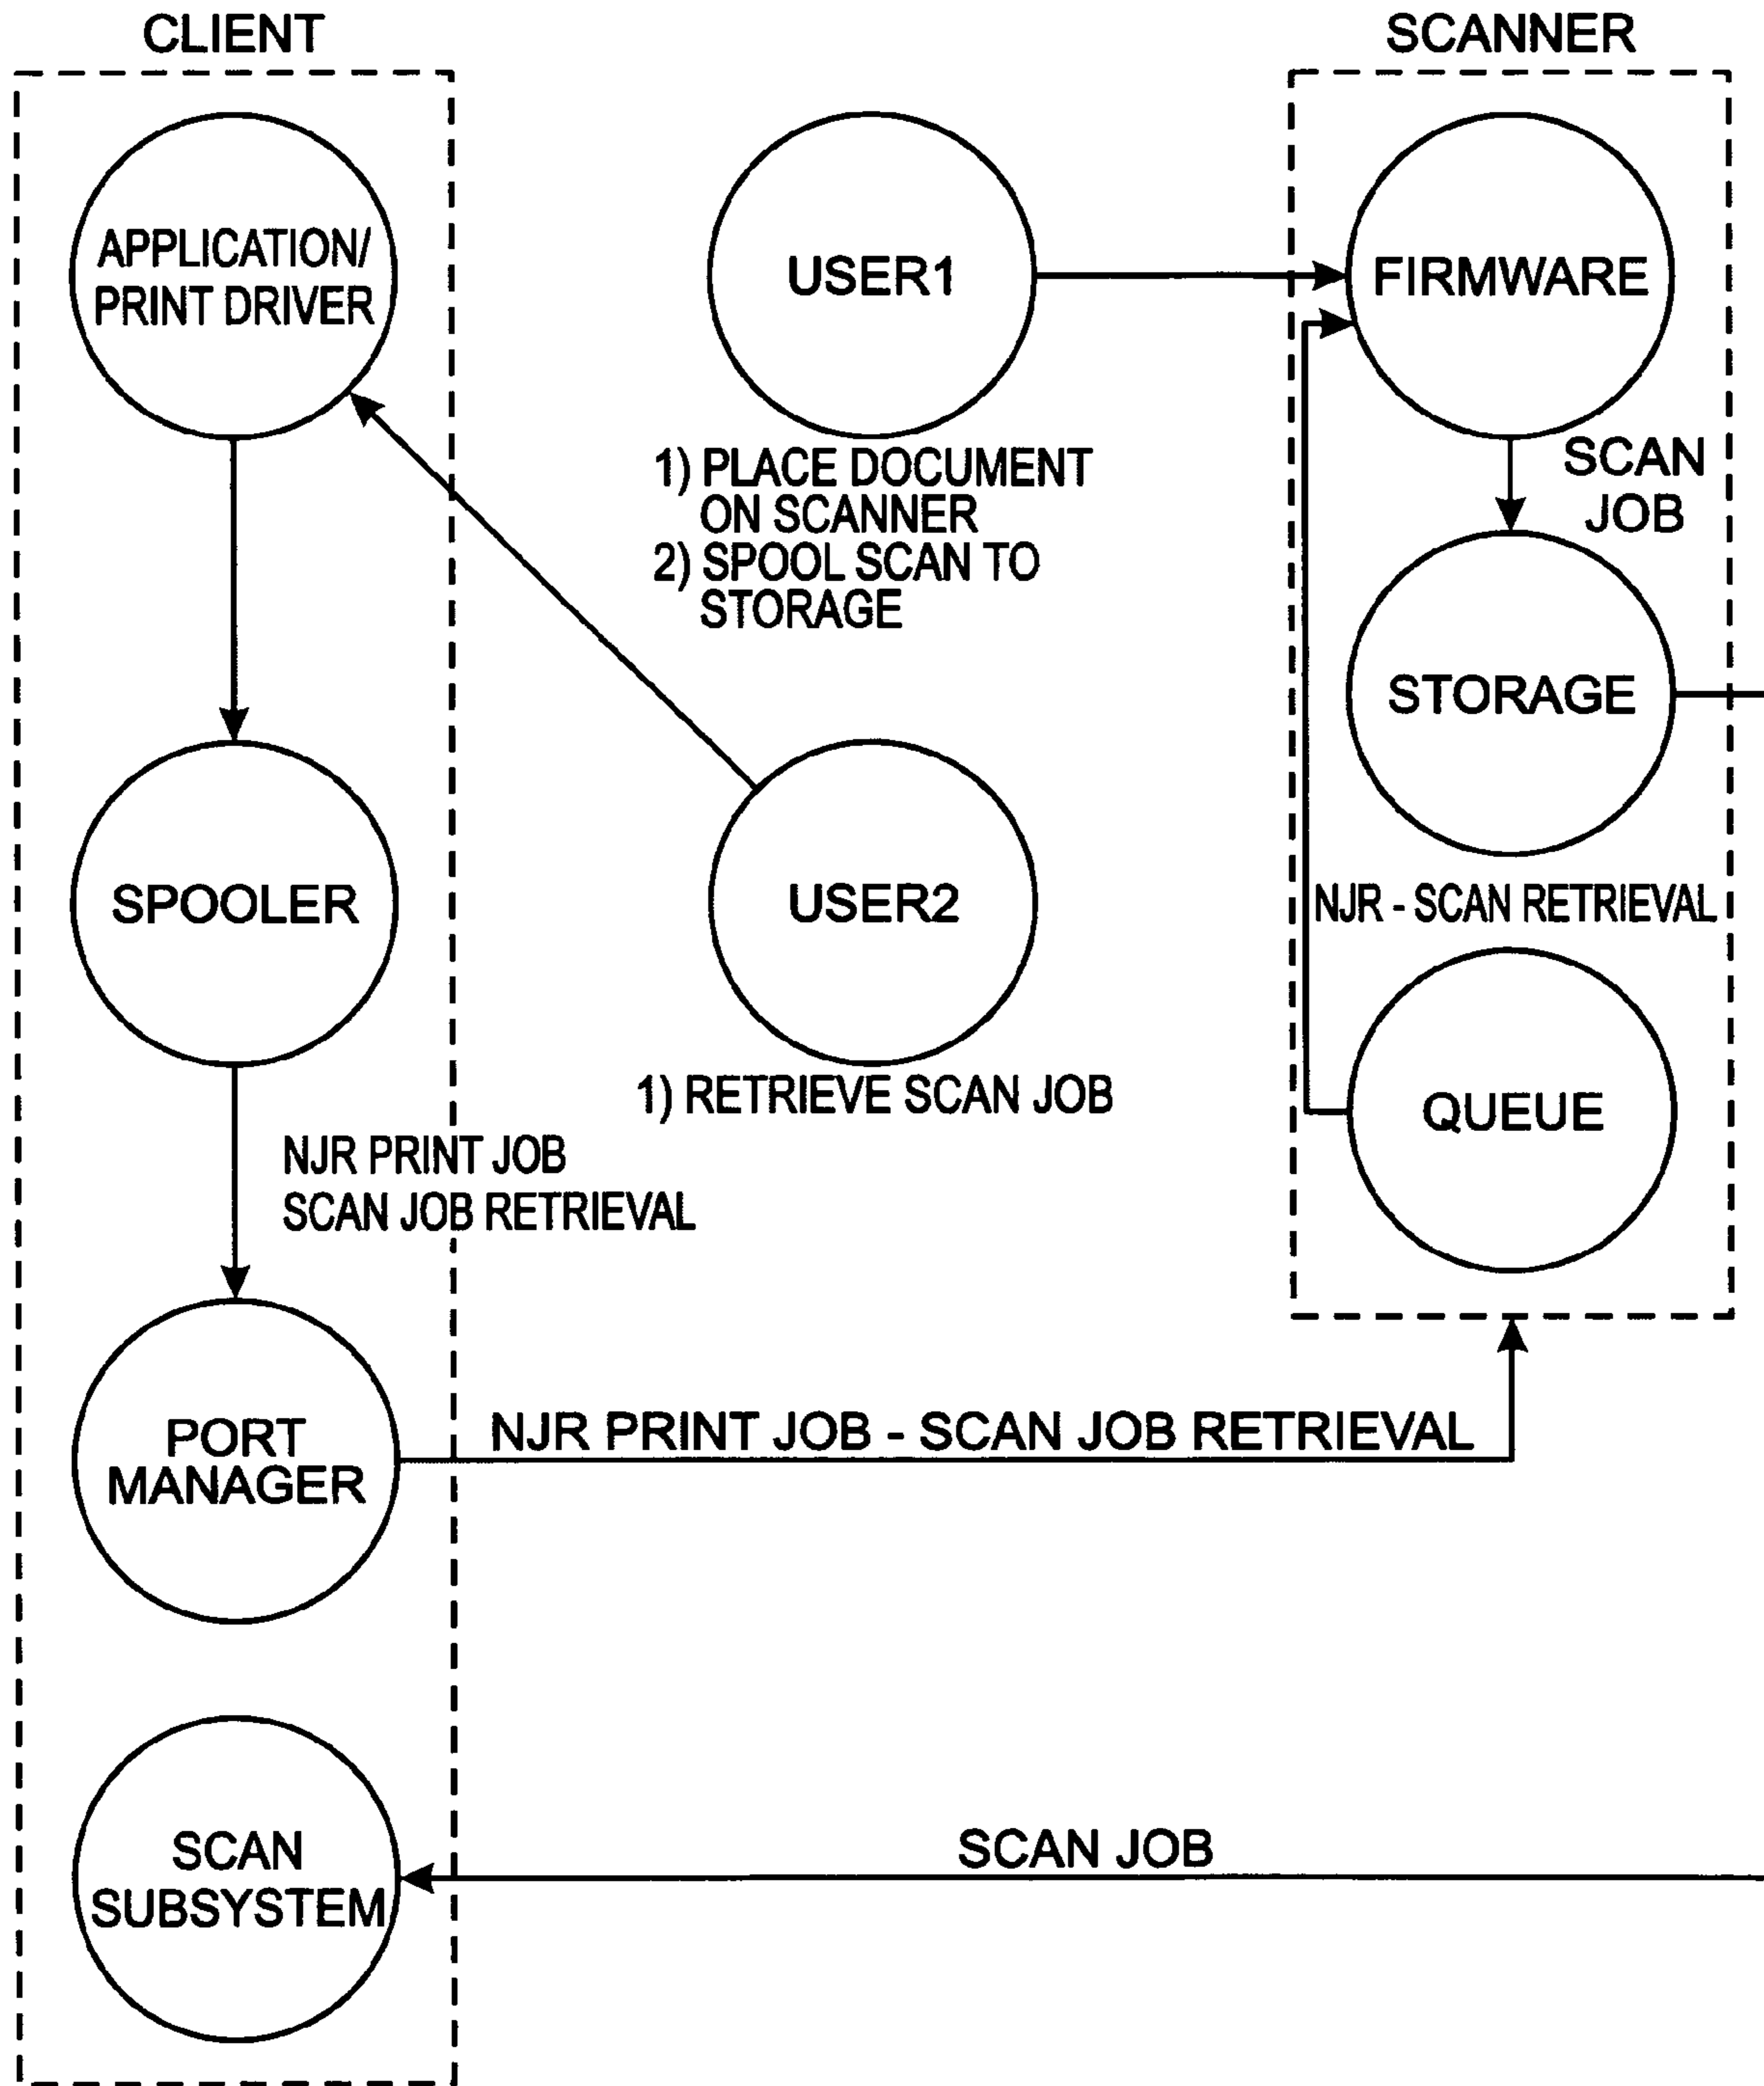 CLIENT
SCANNER
APPLICATION/
PRINT DRIVER
USER1
FIRMWARE
1) PLACE DOCUMENT
ON SCANNER
2) SPOOL SCAN TO
STORAGE
SCAN
JOB
STORAGE
SPOOLER
USER2
NJR - SCAN RETRIEVAL
1) RETRIEVE SCAN JOB
QUEUE
NJR PRINT JOB
SCAN JOB RETRIEVAL
PORT
MANAGER
NJR PRINT JOB - SCAN JOB RETRIEVAL
SCAN
SUBSYSTEM
SCAN JOB